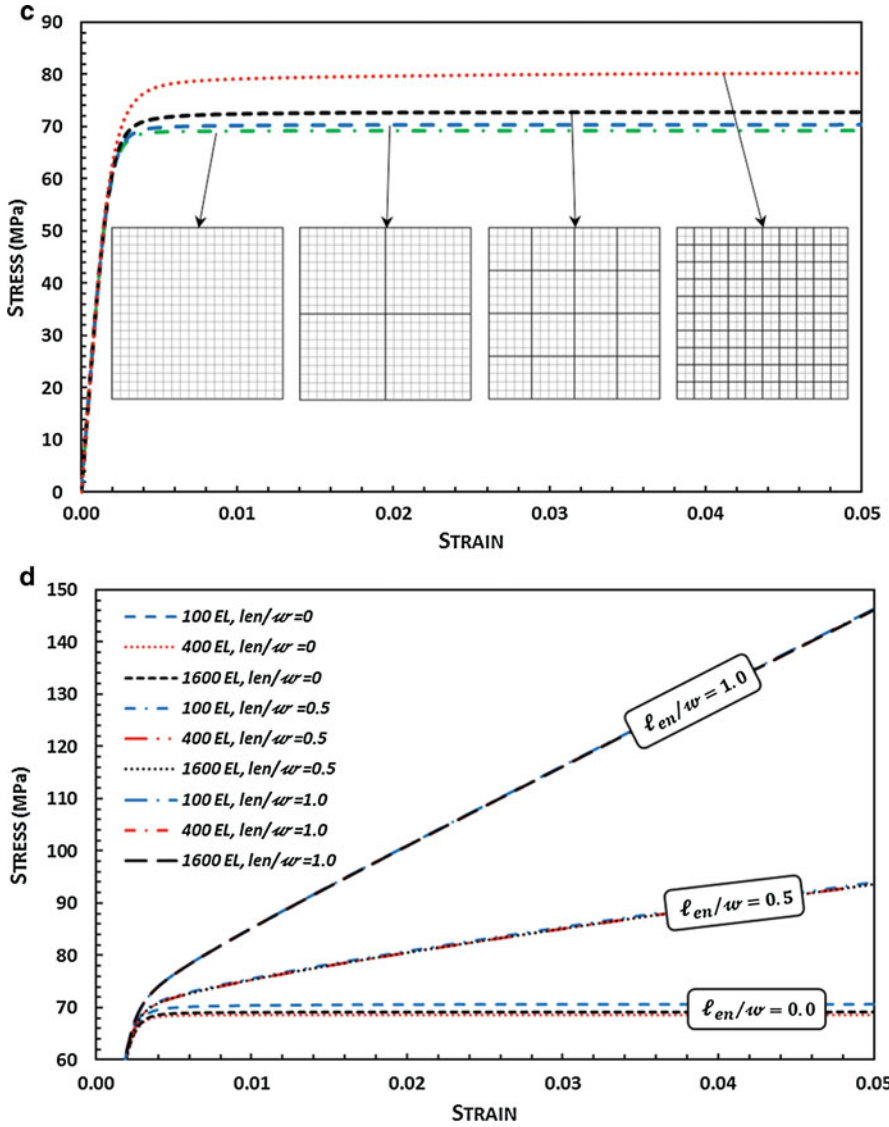 c
90
80
70
60
50
40
30
20
10
0
STRESS (MPa)
0.00 0.01 0.02 0.03 0.04 0.05
STRAIN
d
150
140
130
120
110
100
90
80
70
60
STRESS (MPa)
100 EL, len/w=0
400 EL, len/w=0
1600 EL, len/w=0
100 EL, len/w=0.5
400 EL, len/w=0.5
1600 EL, len/w=0.5
100 EL, len/w=1.0
400 EL, len/w=1.0
1600 EL, len/w=1.0
ℓen/w = 1.0
ℓen/w = 0.5
ℓen/w = 0.0
0.00 0.01 0.02 0.03 0.04 0.05
STRAIN